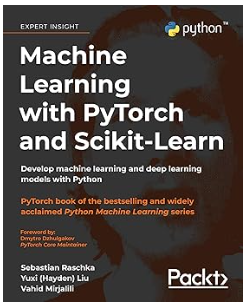 EXPERT INSIGHT
python™
Machine
Learning
with PyTorch
and Scikit-Learn
Develop machine learning and deep learning
models with Python
PyTorch book of the bestselling and widely
acclaimed Python Machine Learning series
Foreword by:
Dmytro Dzhulgakov
PyTorch Core Maintainer
Sebastian Raschka
Yuxi (Hayden) Liu
Vahid Mirjalili
Packt>